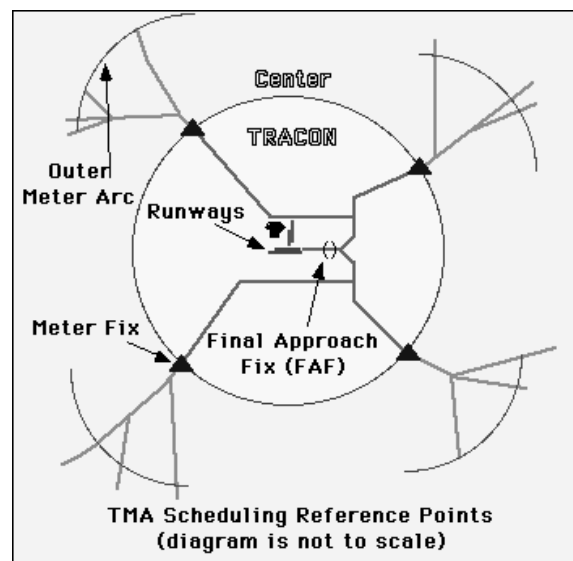 Center
TRACON
Outer
Meter Arc
Runways
Meter Fix
Final Approach
Fix (FAF)
TMA Scheduling Reference Points
(diagram is not to scale)